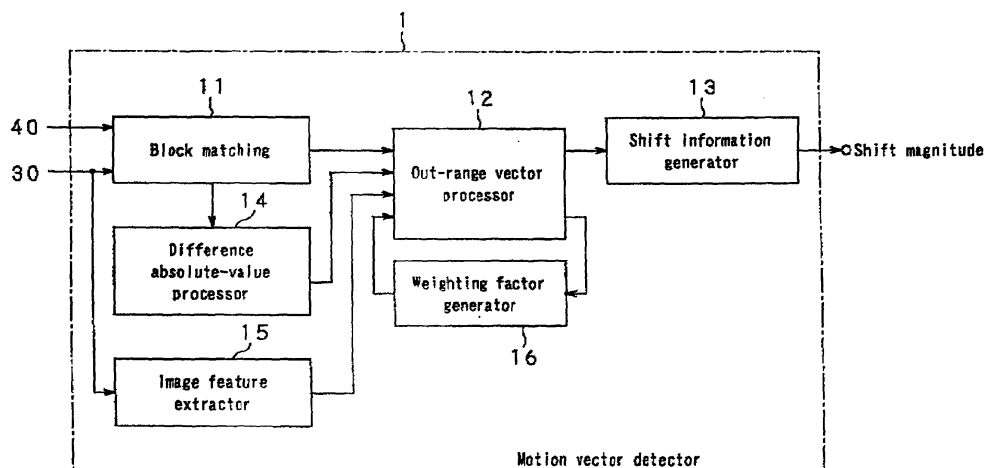 1
11
40
Block matching
30
12
Out-range vector
processor
13
Shift information
generator
Shift magnitude
14
Difference
absolute-value
processor
Weighting factor
generator
16
15
Image feature
extractor
Motion vector detector